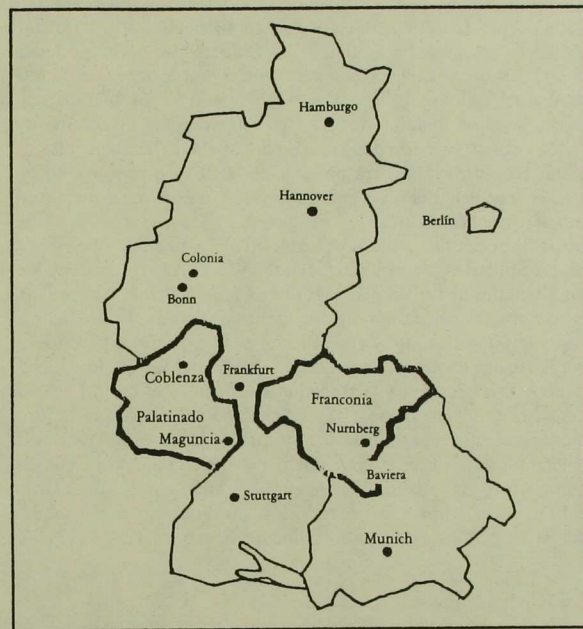 Hamburgo
Hannover
Berlín
Colonia
Bonn
Coblenza
Frankfurt
Franconia
Palatinado
Maguncia
Nurnberg
Baviera
Stuttgart
Munich